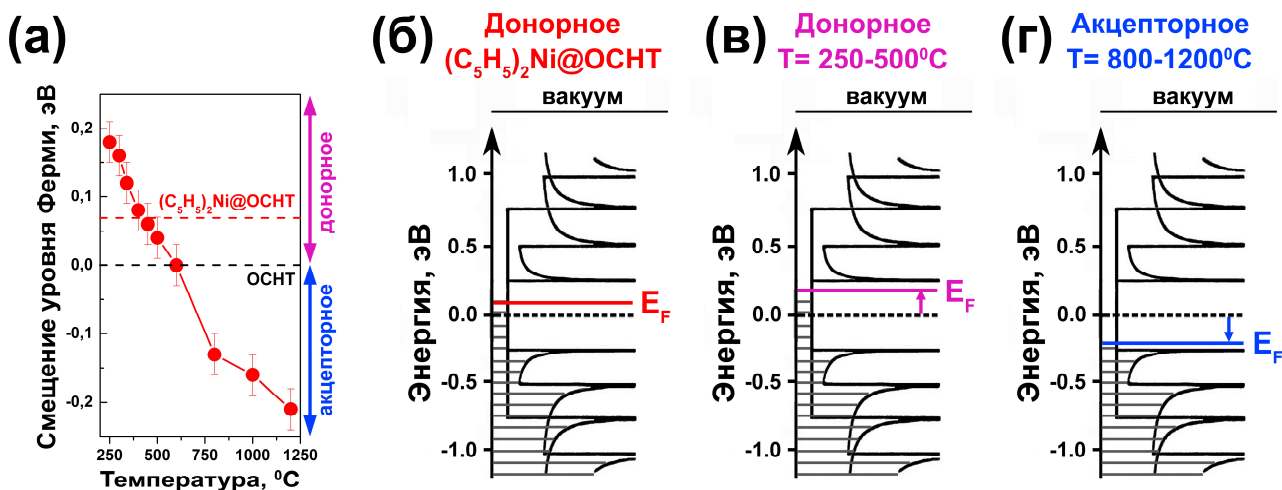 (а)
Смещение уровня Ферми, эВ
0,2
0,1
0,0
-0,1
-0,2
(C5H5)2Ni@ОСНТ
ОСНТ
донорное
акцепторное
250 500 750 1000 1250
Температура, ⁰C
(б)
Донорное
(C5H5)2Ni@ОСНТ
вакуум
Энергия, эВ
1.0
0.5
0.0
-0.5
-1.0
EF
(в)
Донорное
T= 250-500⁰C
вакуум
Энергия, эВ
1.0
0.5
0.0
-0.5
-1.0
EF
(г)
Акцепторное
T= 800-1200⁰C
вакуум
Энергия, эВ
1.0
0.5
0.0
-0.5
-1.0
EF